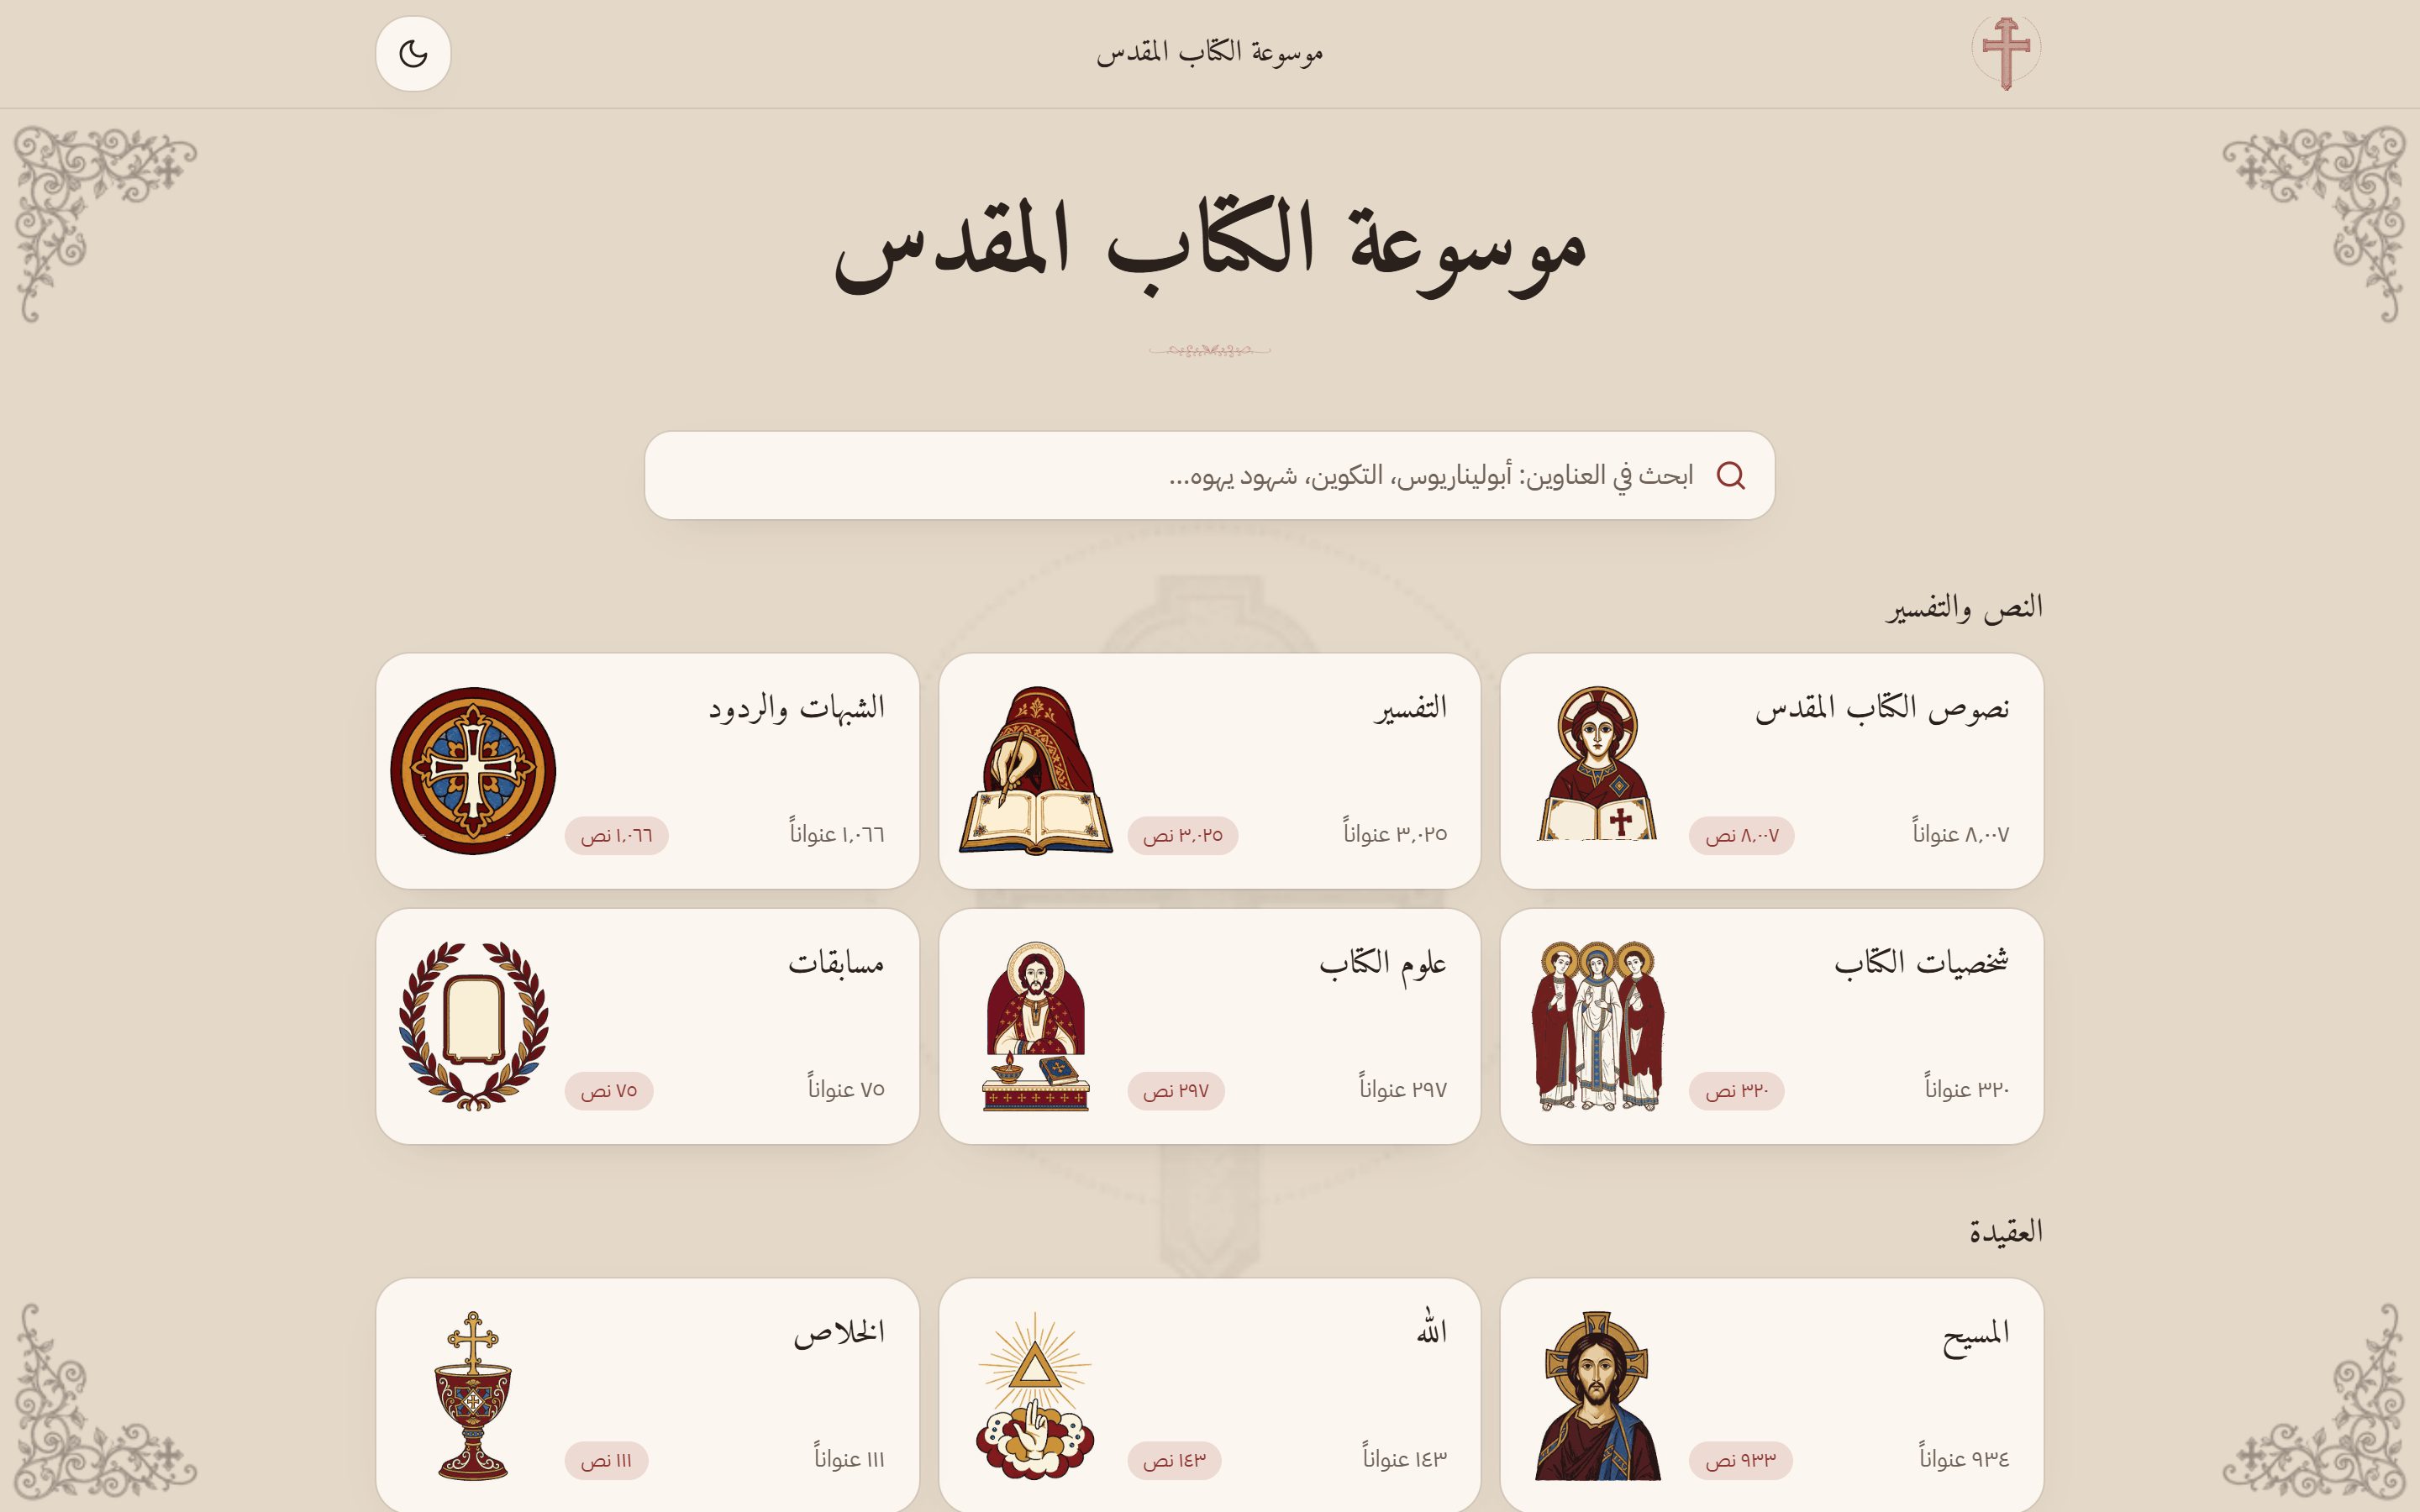 موسوعة الكتاب المقدس
موسوعة الكتاب المقدس
ابحث في العناوين: أبوليناريوس، التكوين، شهود يهوه...
النص والتفسير
نصوص الكتاب المقدس
٨,٠٠٧ عنواناً
٨,٠٠٧ نص
التفسير
٣,٠٢٥ عنواناً
٣,٠٢٥ نص
الشبهات والردود
١,٠٦٦ عنواناً
١,٠٦٦ نص
شخصيات الكتاب
٣٢٠ عنواناً
٣٢٠ نص
علوم الكتاب
٢٩٧ عنواناً
٢٩٧ نص
مسابقات
٧٥ عنواناً
٧٥ نص
العقيدة
المسيح
٩٣٤ عنواناً
٩٣٣ نص
الله
١٤٣ عنواناً
١٤٣ نص
الخلاص
١١١ عنواناً
١١١ نص